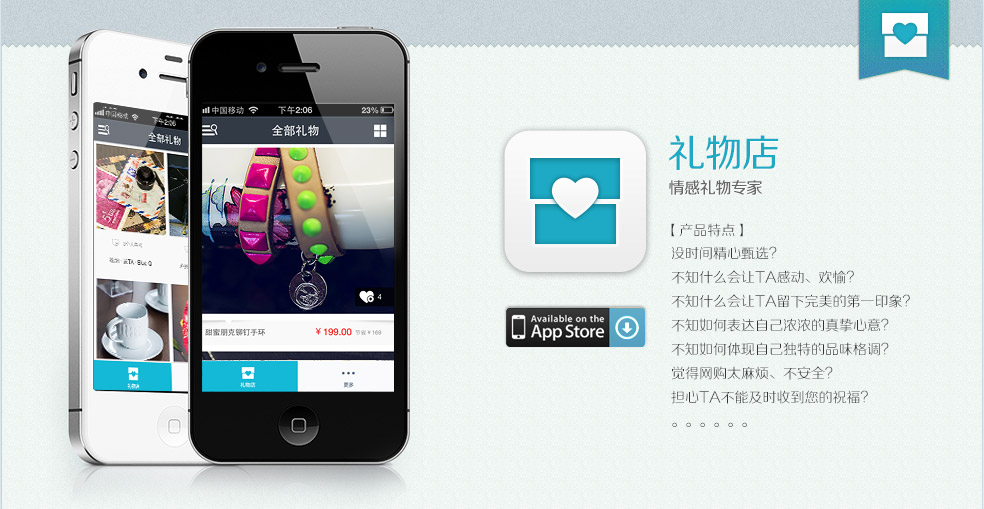 中国移动
下午2:06
全部礼物
中国移动 下午2:06 23%
全部礼物
4
甜蜜朋克铆钉手环 ¥199.00 节省¥169
礼物店
礼物店 更多
Available on the
App Store
礼物店
情感礼物专家
【产品特点】
没时间精心甄选?
不知什么会让TA感动、欢愉?
不知什么会让TA留下完美的第一印象?
不知如何表达自己浓浓的真挚心意?
不知如何体现自己独特的品味格调?
觉得网购太麻烦、不安全?
担心TA不能及时收到您的祝福?
。。。。。。